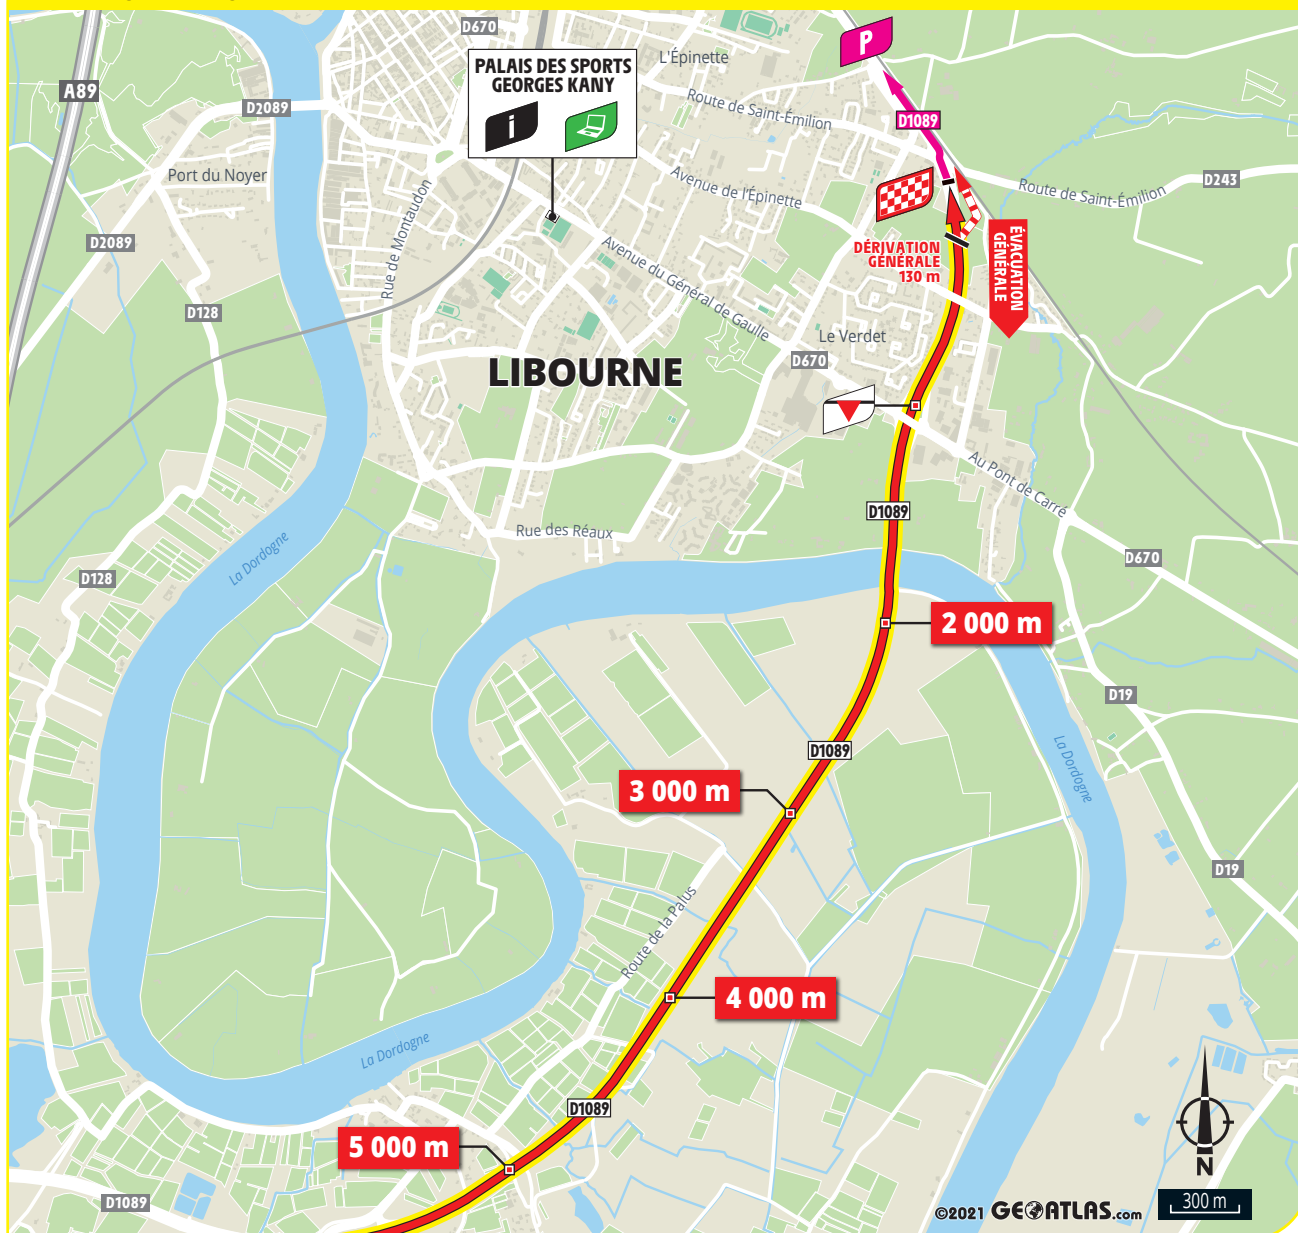 D670
L'Épinette
P
PALAIS DES SPORTS
GEORGES KANY
i
A89
D2089
Route de Saint-Émilion
D1089
Port du Noyer
Avenue de l'Épinette
Route de Saint-Émilion
D243
Rue de Montaudon
D2089
Avenue du Général de Gaulle
DÉRIVATION
GÉNÉRALE
130 m
ÉVACUATION
GÉNÉRALE
D128
Le Verdet
D670
LIBOURNE
Au Pont de Carré
D1089
Rue des Réaux
La Dordogne
D128
D670
2 000 m
D19
D1089
La Dordogne
3 000 m
D19
Route de la Palus
4 000 m
La Dordogne
D1089
5 000 m
N
D1089
©2021 GEOATLAS.com
300 m